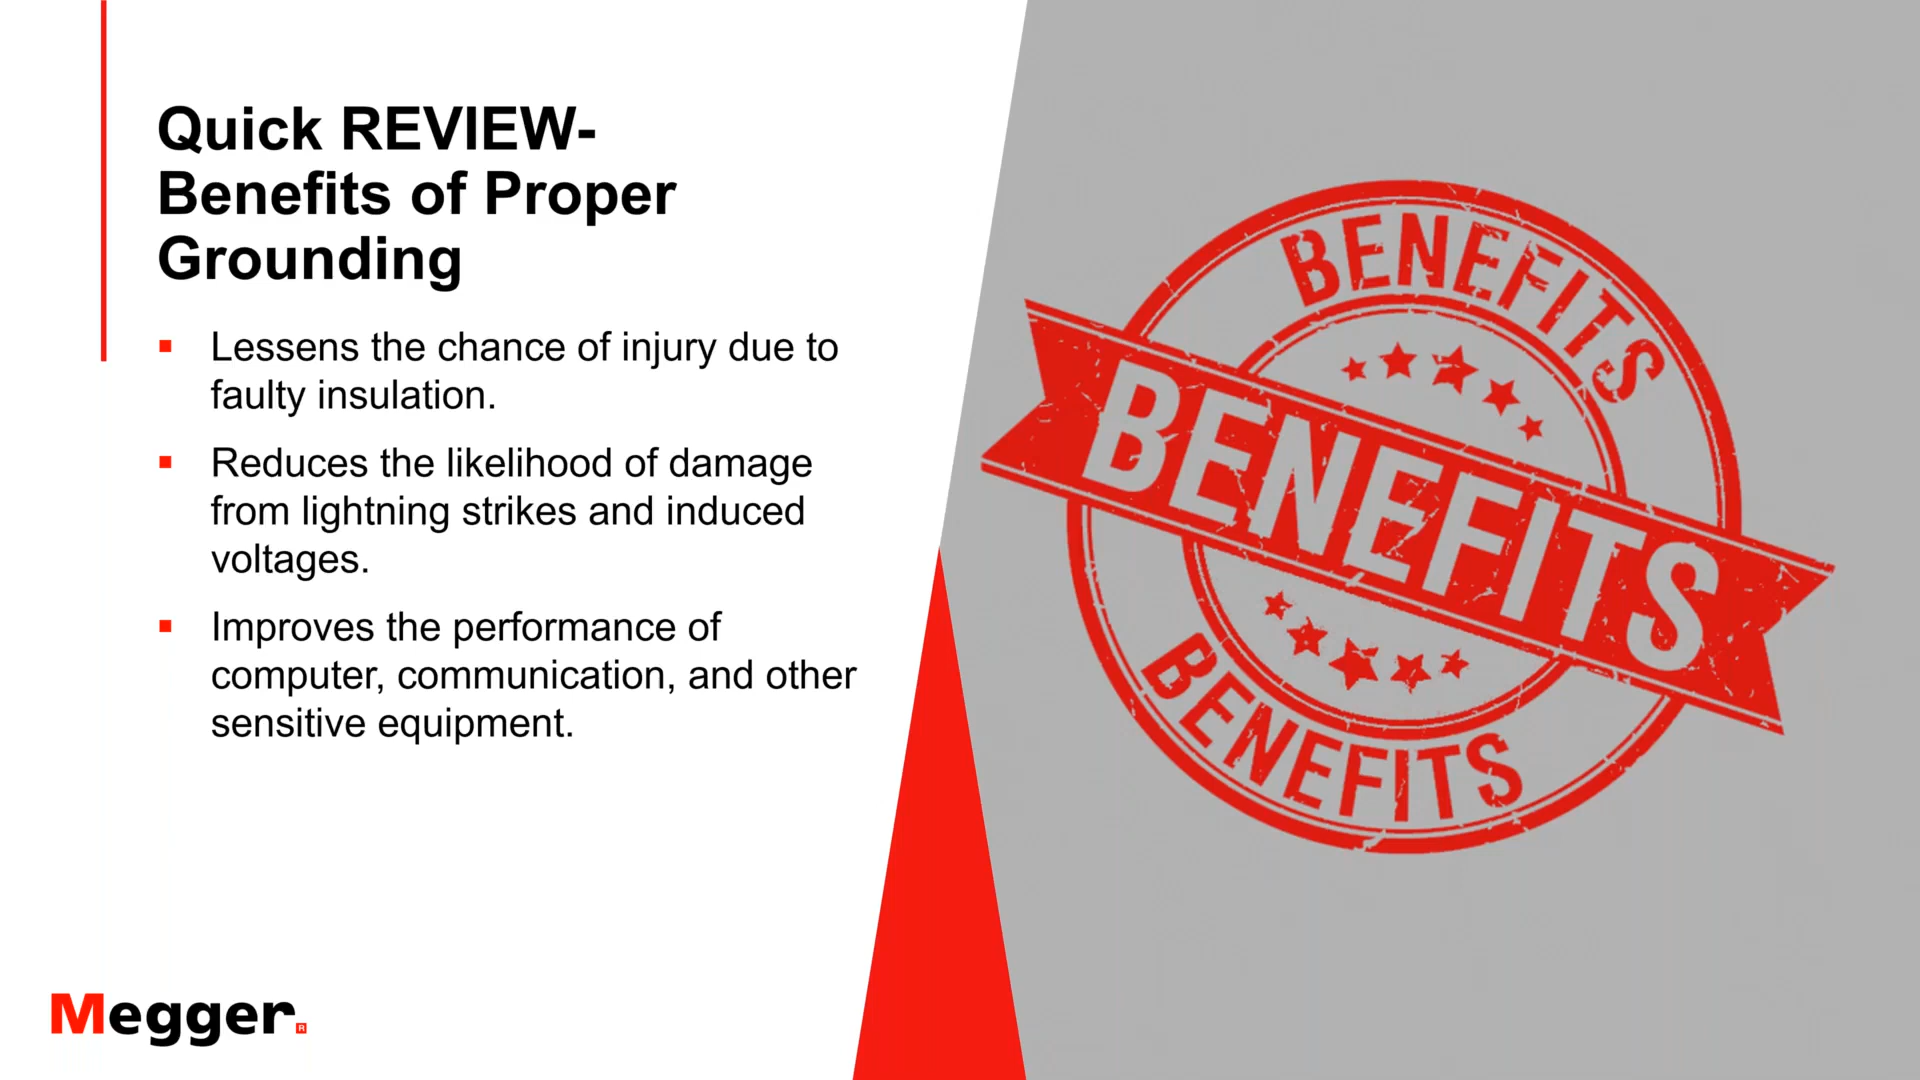 Quick REVIEW-
Benefits of Proper
Grounding
▪ Lessens the chance of injury due to
faulty insulation.
▪ Reduces the likelihood of damage
from lightning strikes and induced
voltages.
▪ Improves the performance of
computer, communication, and other
sensitive equipment.
BENEFITS
BENEFITS
BENEFITS
Megger®